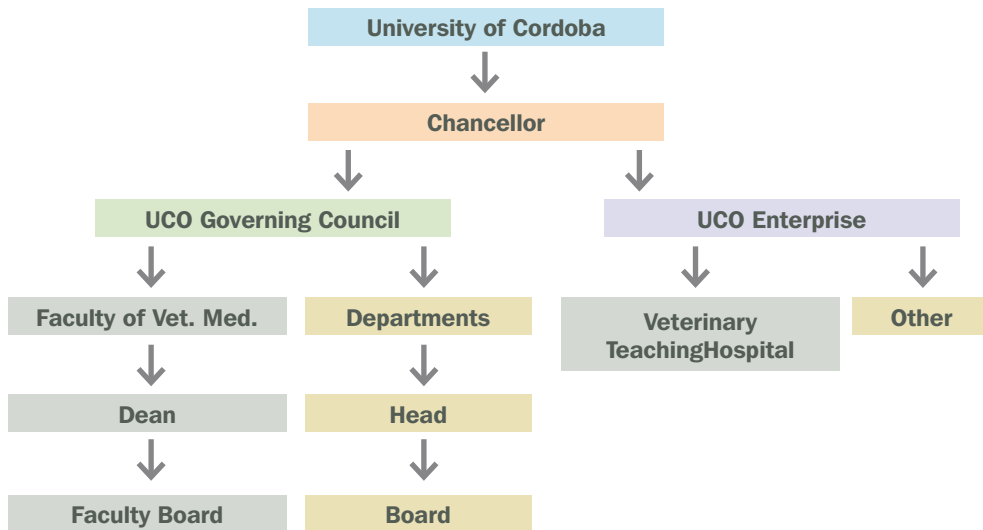 University of Cordoba
Chancellor
UCO Governing Council
UCO Enterprise
Faculty of Vet. Med.
Departments
Veterinary
TeachingHospital
Other
Dean
Head
Faculty Board
Board